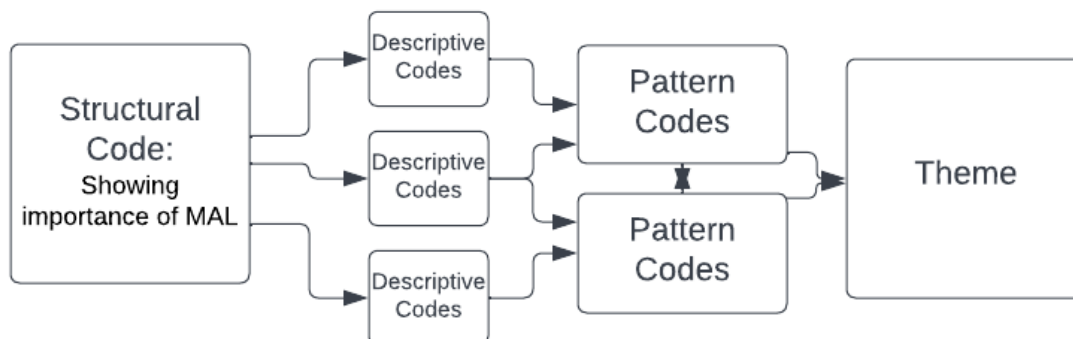 Structural
Code:
Showing
importance of MAL
Descriptive
Codes
Descriptive
Codes
Descriptive
Codes
Pattern
Codes
Pattern
Codes
Theme